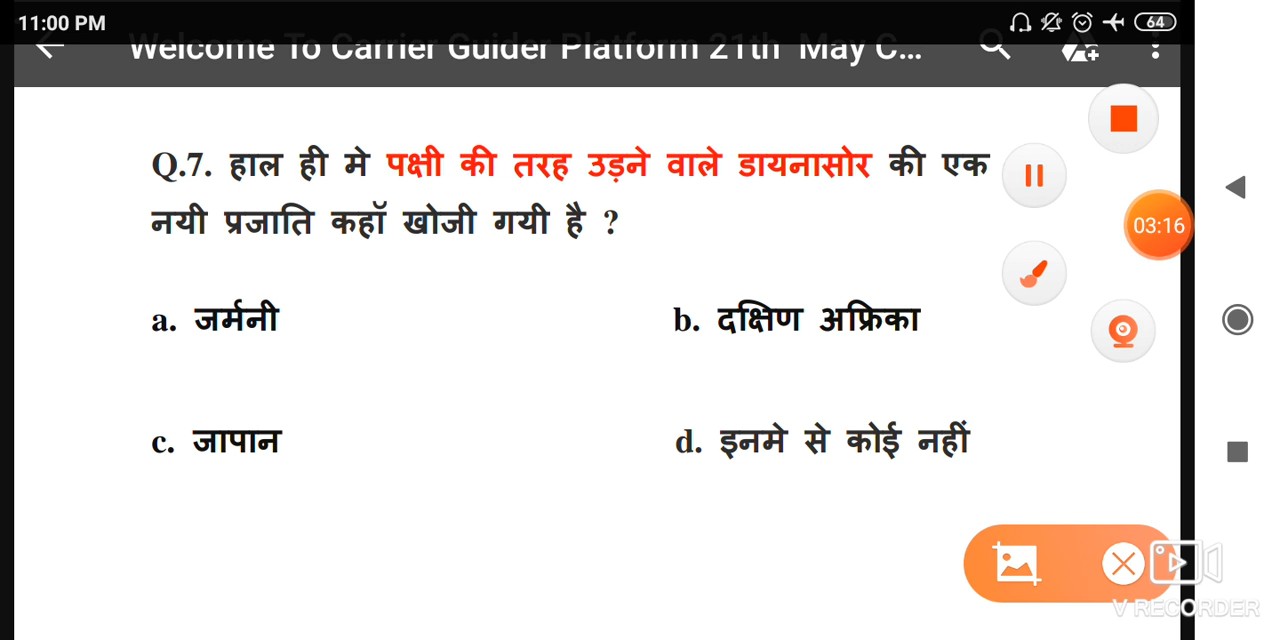 11:00 PM
64
Welcome To Carrier Guider Platform 21th May C...
Q.7. हाल ही मे पक्षी की तरह उड़ने वाले डायनासोर की एक
नयी प्रजाति कहाॅ खोजी गयी है ?
03:16
a. जर्मनी
b. दक्षिण अफ्रिका
c. जापान
d. इनमे से कोई नहीं
V RECORDER